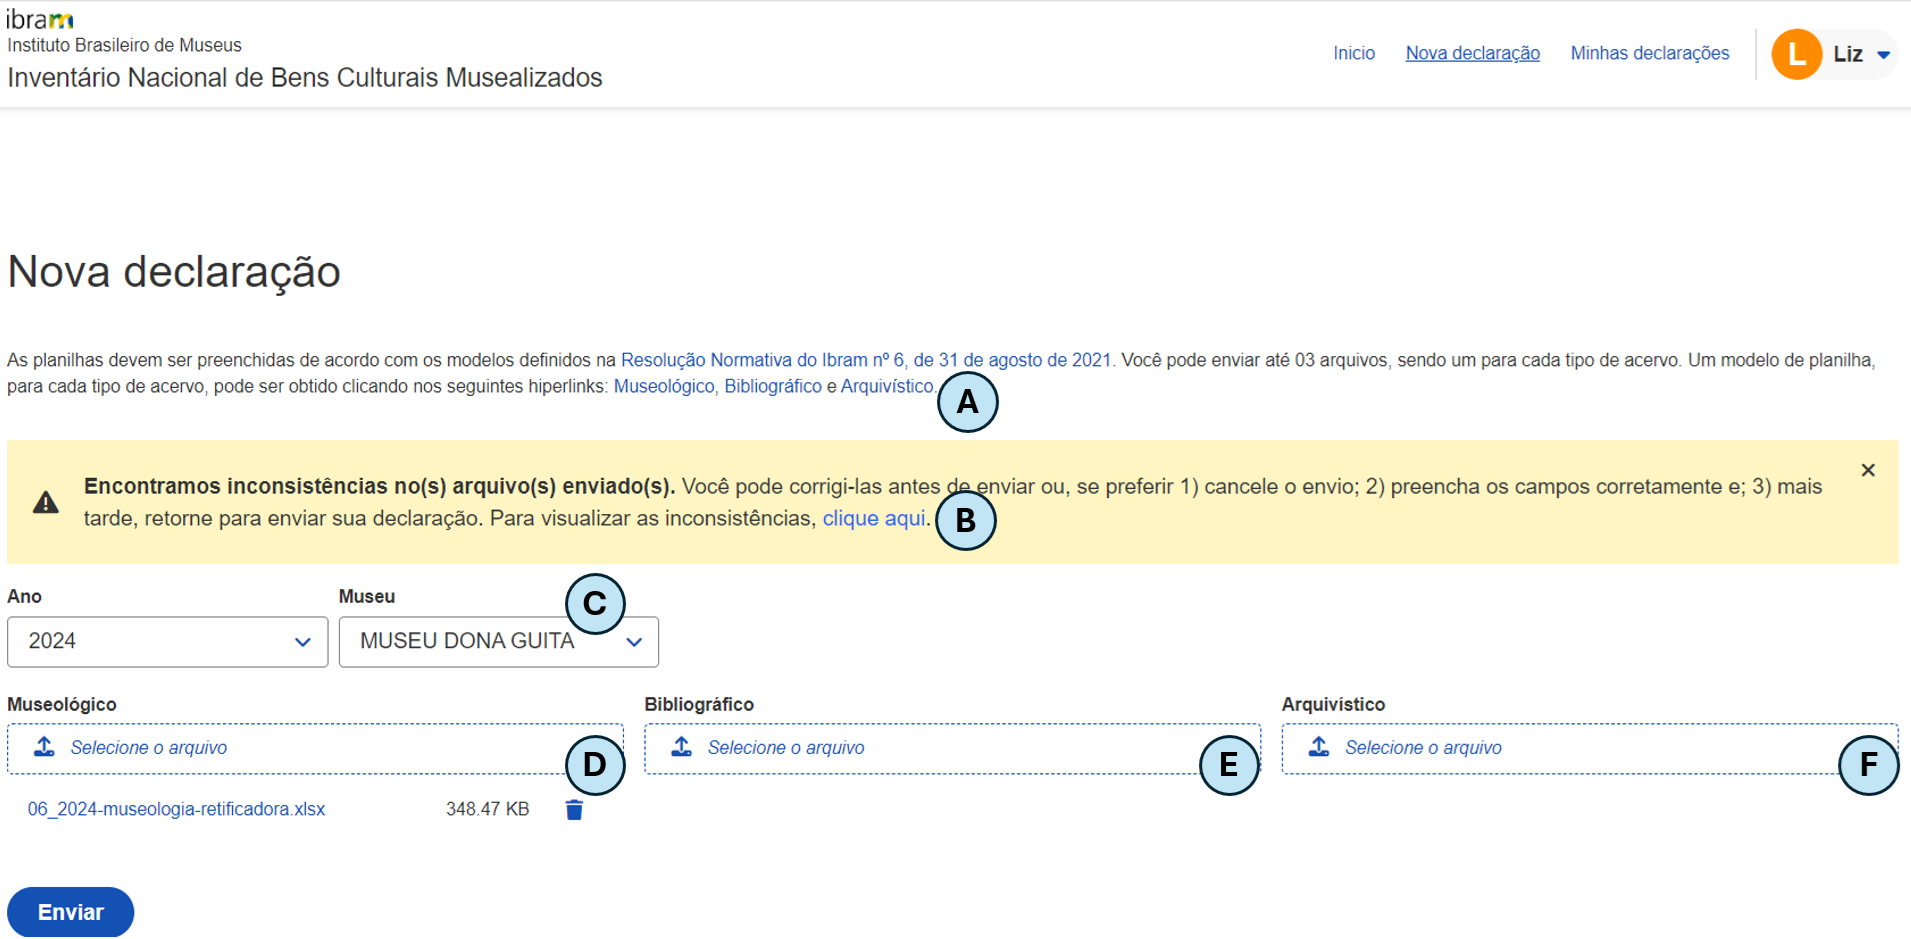 ibram
Instituto Brasileiro de Museus
Inventário Nacional de Bens Culturais Musealizados
Inicio
Nova declaração
Minhas declarações
L
Liz
Nova declaração
As planilhas devem ser preenchidas de acordo com os modelos definidos na Resolução Normativa do Ibram nº 6, de 31 de agosto de 2021. Você pode enviar até 03 arquivos, sendo um para cada tipo de acervo. Um modelo de planilha,
para cada tipo de acervo, pode ser obtido clicando nos seguintes hiperlinks: Museológico, Bibliográfico e Arquivístico.
A
Encontramos inconsistências no(s) arquivo(s) enviado(s). Você pode corrigi-las antes de enviar ou, se preferir 1) cancele o envio; 2) preencha os campos corretamente e; 3) mais
tarde, retorne para enviar sua declaração. Para visualizar as inconsistências, clique aqui.
B
Ano
Museu
C
2024
MUSEU DONA GUITA
Museológico
Bibliográfico
Arquivístico
Selecione o arquivo
D
Selecione o arquivo
E
Selecione o arquivo
F
06_2024-museologia-retificadora.xlsx
348.47 KB
Enviar